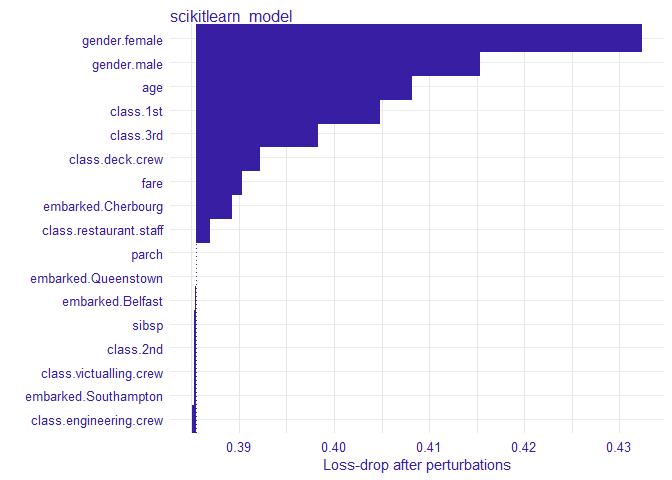 scikitlearn_model
gender.female
gender.male
age
class.1st
class.3rd
class.deck.crew
fare
embarked.Cherbourg
class.restaurant.staff
parch
embarked.Queenstown
embarked.Belfast
sibsp
class.2nd
class.victualling.crew
embarked.Southampton
class.engineering.crew
0.39 0.40 0.41 0.42 0.43
Loss-drop after perturbations